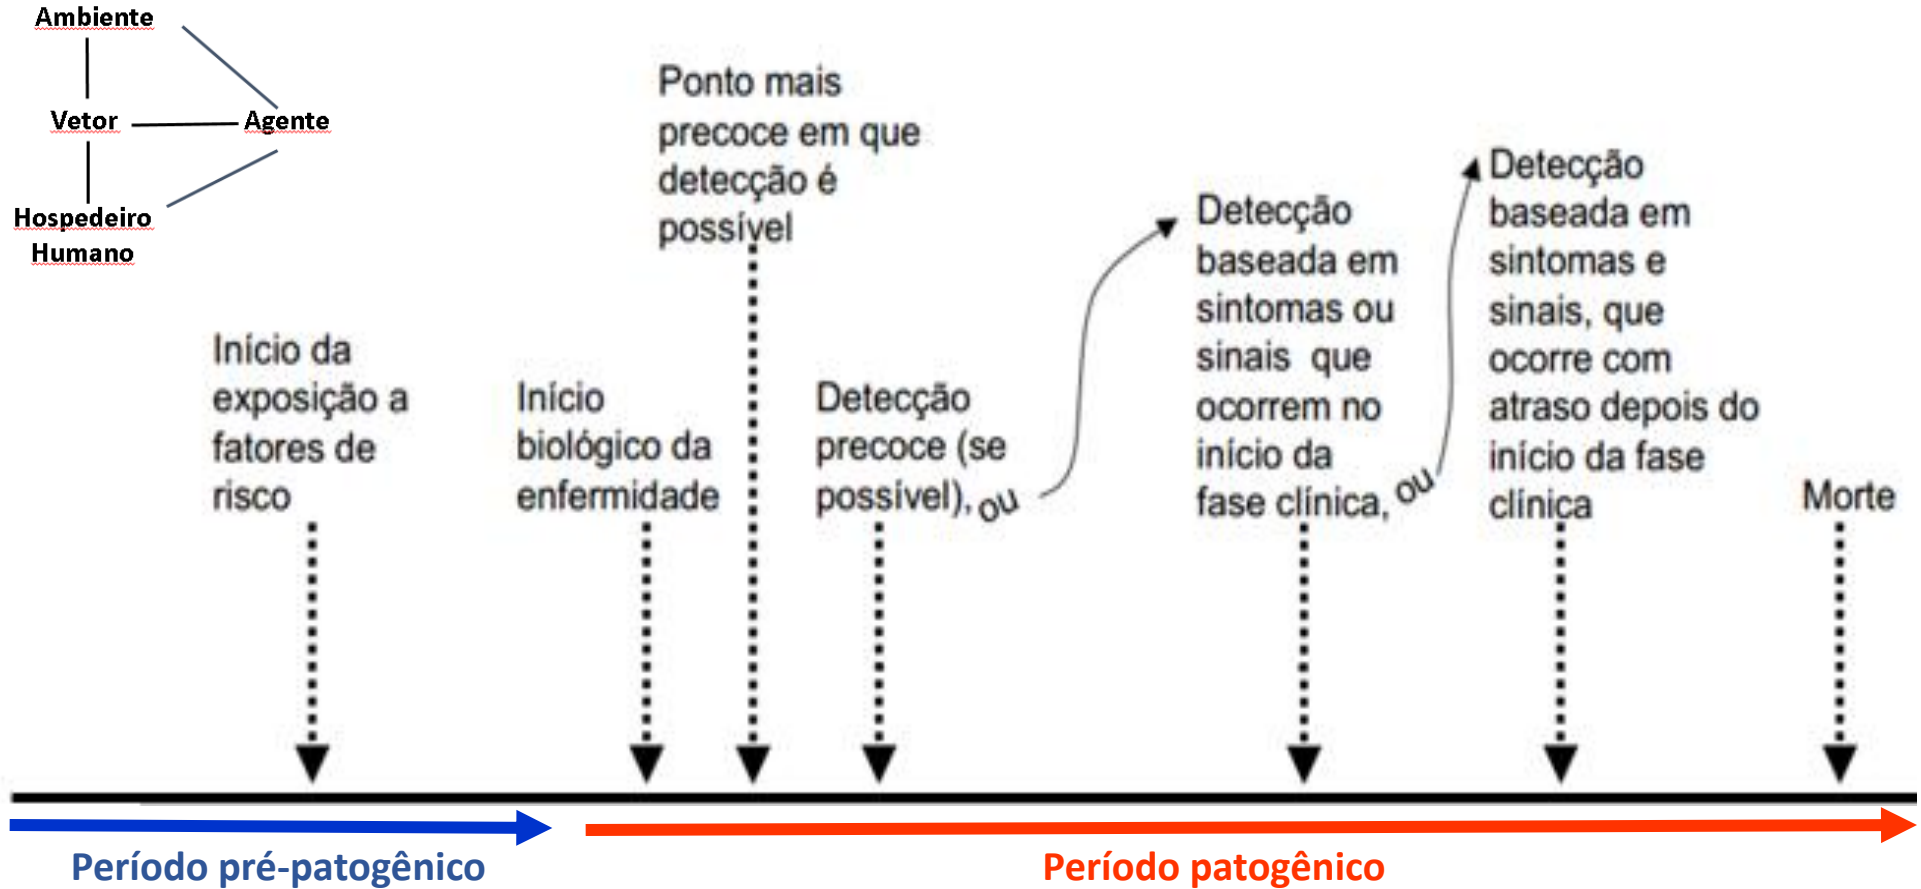 Ambiente
Vetor
Agente
Hospedeiro
Humano
Início da
exposição a
fatores de
risco
Início
biológico da
enfermidade
Ponto mais
precoce em que
detecção é
possível
Detecção
precoce (se
possível), ou
Detecção
baseada em
sintomas ou
sinais que
ocorrem no
início da
fase clínica, ou
Detecção
baseada em
sintomas e
sinais, que
ocorre com
atraso depois do
início da fase
clínica
Morte
Período pré-patogênico
Período patogênico